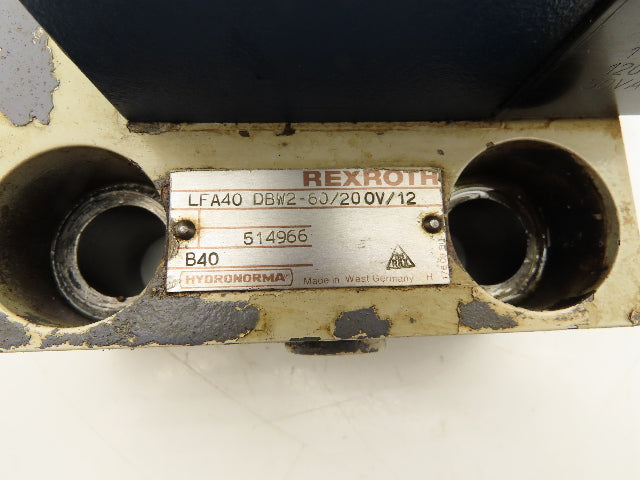 REXROTH
LFA40 DBW2-60/200V/12
514966
B40
HYDRONORMA
Made in West Germany H